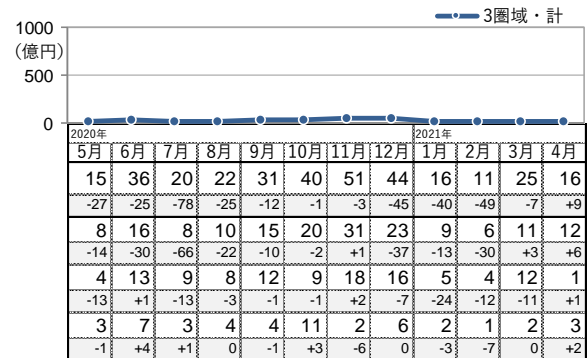 3圏域・計
1000
(億円)
500
0
2020年 2021年
5月 6月 7月 8月 9月 10月 11月 12月 1月 2月 3月 4月
15 36 20 22 31 40 51 44 16 11 25 16
-27 -25 -78 -25 -12 -1 -3 -45 -40 -49 -7 +9
8 16 8 10 15 20 31 23 9 6 11 12
-14 -30 -66 -22 -10 -2 +1 -37 -13 -30 +3 +6
4 13 9 8 12 9 18 16 5 4 12 1
-13 +1 -13 -3 -1 -1 +2 -7 -24 -12 -11 +1
3 7 3 4 4 11 2 6 2 1 2 3
-1 +4 +1 0 -1 +3 -6 0 -3 -7 0 +2